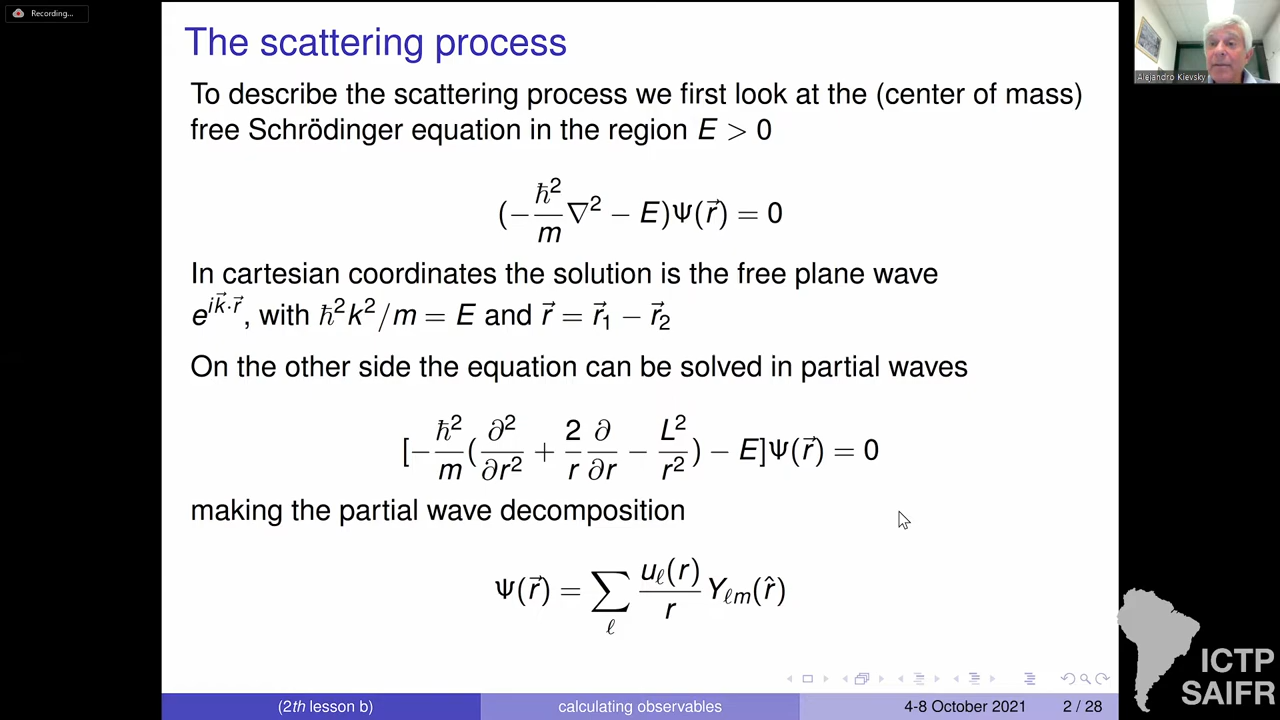 Recording...
The scattering process
Alejandro Kievsky
To describe the scattering process we first look at the (center of mass)
free Schrödinger equation in the region E > 0
(−ℏ²/m ∇² − E)Ψ(r⃗) = 0
In cartesian coordinates the solution is the free plane wave
e^{ik⃗·r⃗}, with ℏ²k²/m = E and r⃗ = r⃗₁ − r⃗₂
On the other side the equation can be solved in partial waves
[−ℏ²/m (∂²/∂r² + 2/r ∂/∂r − L²/r²) − E]Ψ(r⃗) = 0
making the partial wave decomposition
Ψ(r⃗) = ∑_ℓ u_ℓ(r)/r Y_{ℓm}(r̂)
ICTP
SAIFR
(2th lesson b) calculating observables 4-8 October 2021 2 / 28